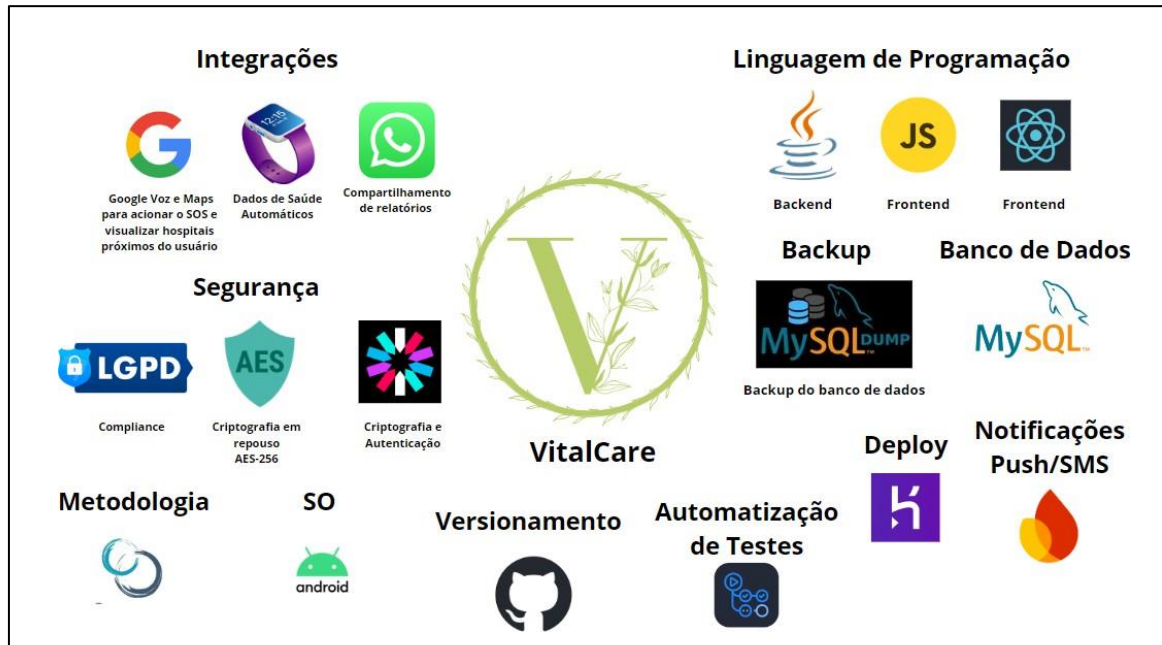 Integrações
Google Voz e Maps
para acionar o SOS e
visualizar hospitais
próximos do usuário
12:15
Dados de Saúde
Automáticos
Compartilhamento
de relatórios
Linguagem de Programação
Backend
JS
Frontend
Frontend
Segurança
LGPD
Compliance
AES
Criptografia em
repouso
AES-256
Criptografia e
Autenticação
V
VitalCare
Backup
MySQL DUMP
Backup do banco de dados
Banco de Dados
MySQL
Metodologia
SO
android
Versionamento
Automatização
de Testes
Deploy
Notificações
Push/SMS